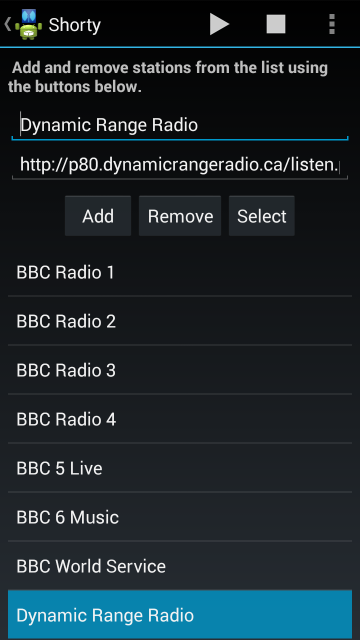 Shorty
Add and remove stations from the list using
the buttons below.
Dynamic Range Radio
http://p80.dynamicrangeradio.ca/listen.
Add Remove Select
BBC Radio 1
BBC Radio 2
BBC Radio 3
BBC Radio 4
BBC 5 Live
BBC 6 Music
BBC World Service
Dynamic Range Radio